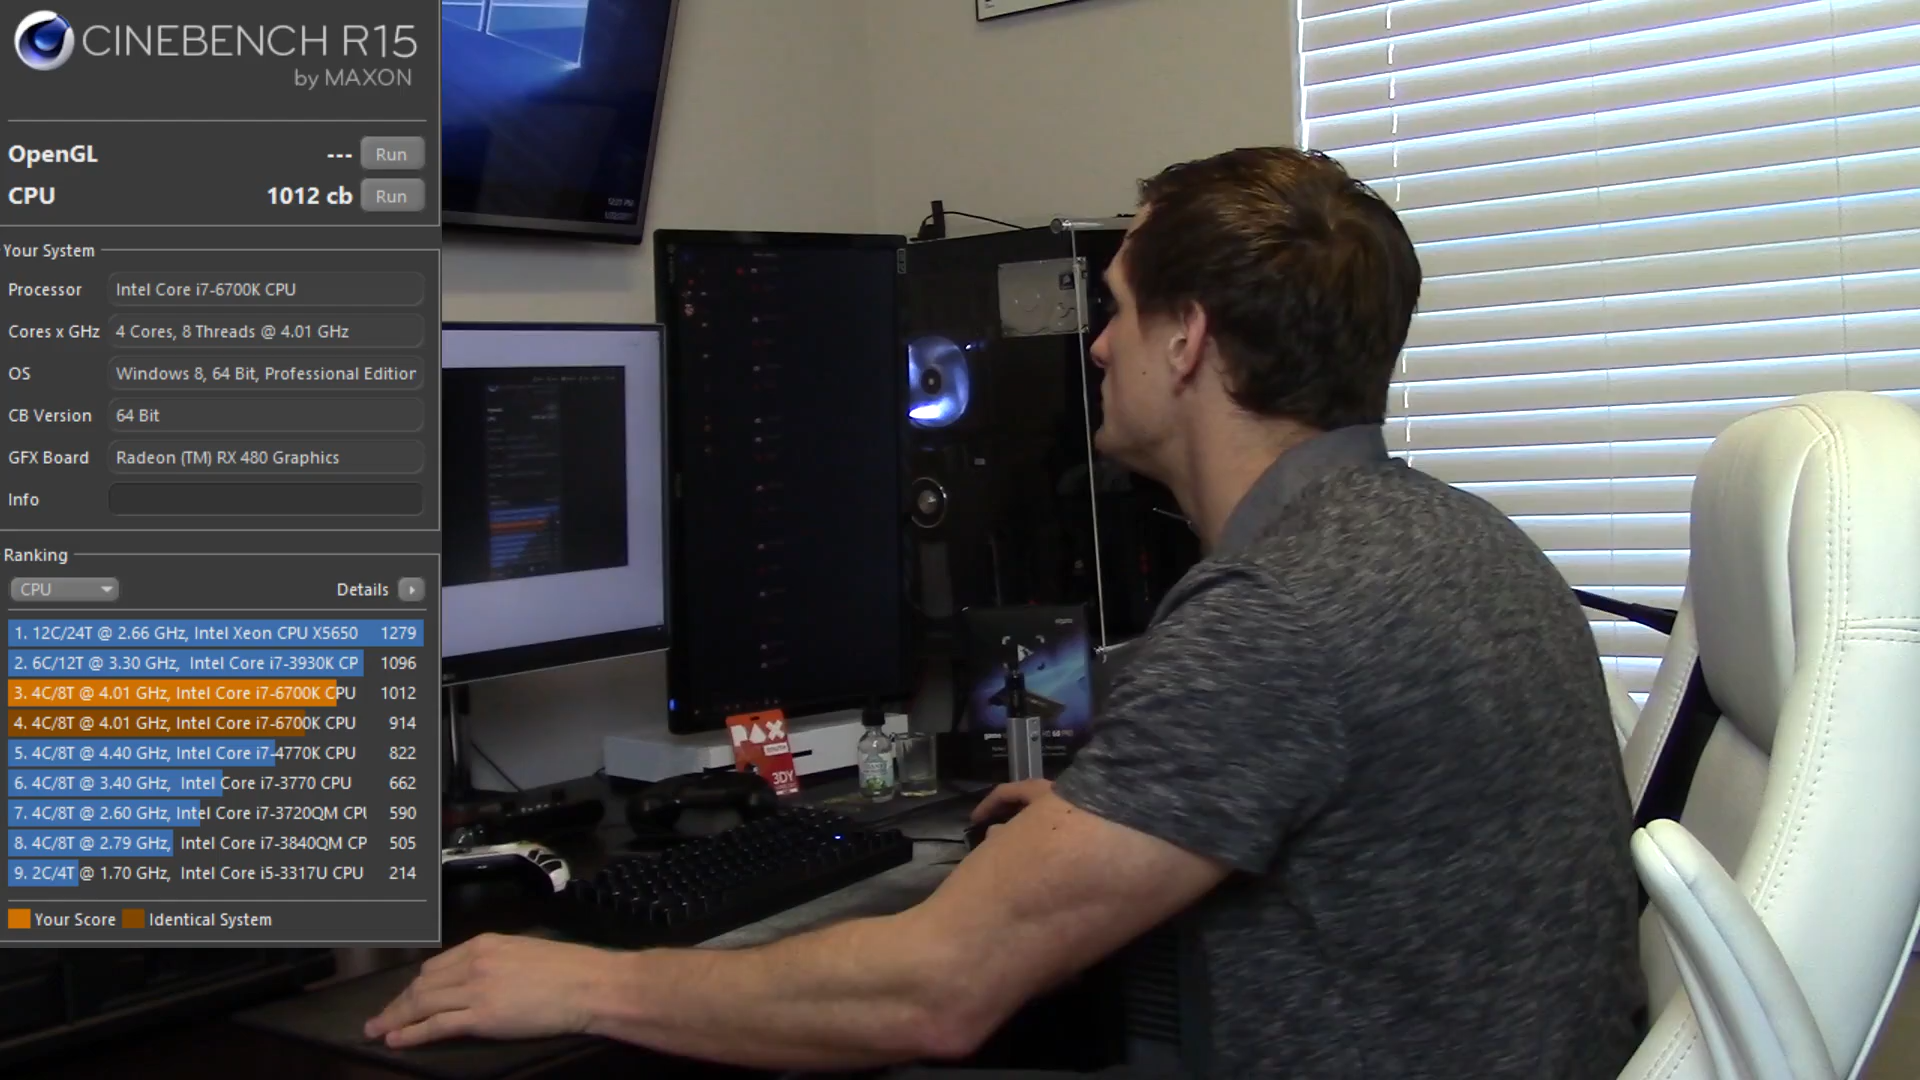 CINEBENCH R15
by MAXON
OpenGL --- Run
CPU 1012 cb Run
Your System
Processor Intel Core i7-6700K CPU
Cores x GHz 4 Cores, 8 Threads @ 4.01 GHz
OS Windows 8, 64 Bit, Professional Edition
CB Version 64 Bit
GFX Board Radeon (TM) RX 480 Graphics
Info
Ranking
CPU Details
1. 12C/24T @ 2.66 GHz, Intel Xeon CPU X5650 1279
2. 6C/12T @ 3.30 GHz, Intel Core i7-3930K CP 1096
3. 4C/8T @ 4.01 GHz, Intel Core i7-6700K CPU 1012
4. 4C/8T @ 4.01 GHz, Intel Core i7-6700K CPU 914
5. 4C/8T @ 4.40 GHz, Intel Core i7-4770K CPU 822
6. 4C/8T @ 3.40 GHz, Intel Core i7-3770 CPU 662
7. 4C/8T @ 2.60 GHz, Intel Core i7-3720QM CPU 590
8. 4C/8T @ 2.79 GHz, Intel Core i7-3840QM CP 505
9. 2C/4T @ 1.70 GHz, Intel Core i5-3317U CPU 214
Your Score Identical System
PAX
3DY